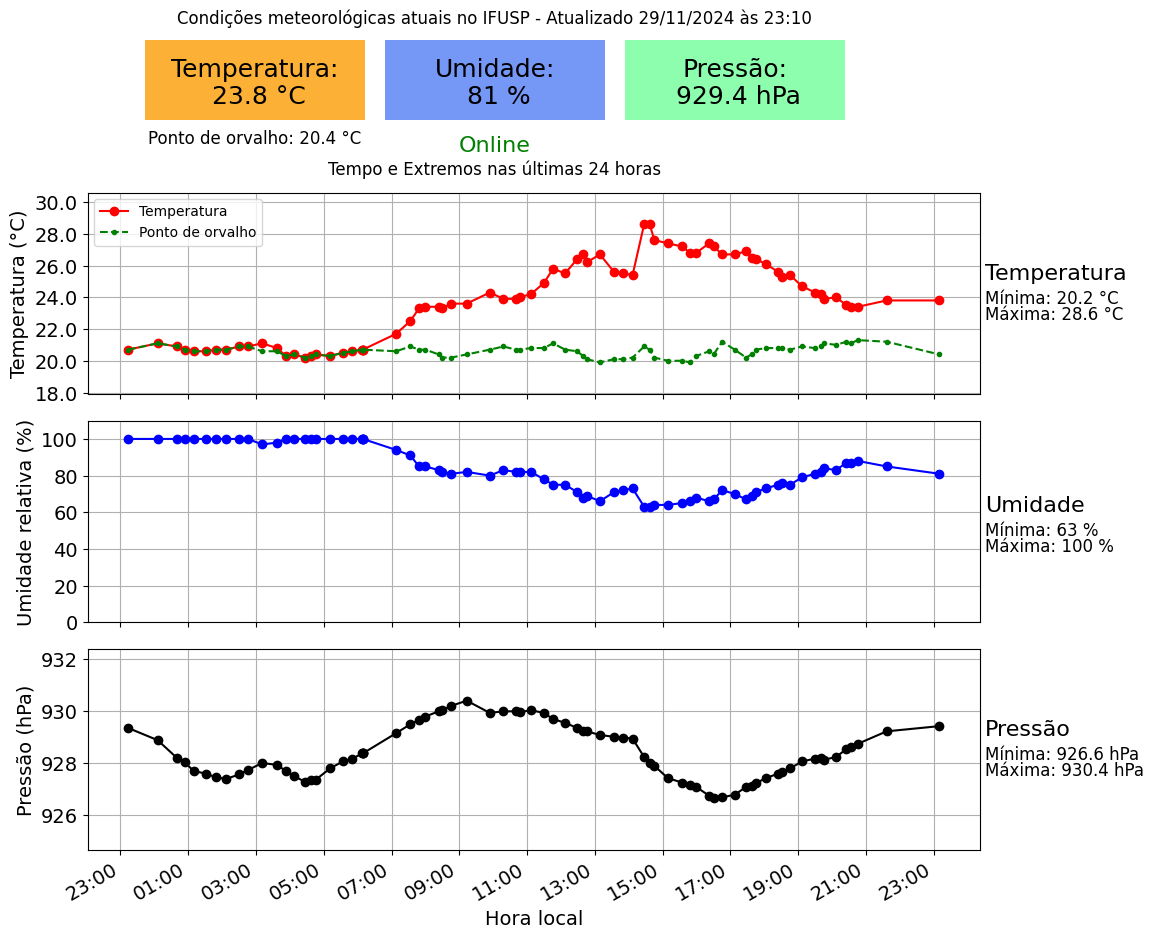 Condições meteorológicas atuais no IFUSP - Atualizado 29/11/2024 às 23:10
Temperatura:
23.8 °C
Umidade:
81 %
Pressão:
929.4 hPa
Ponto de orvalho: 20.4 °C
Online
Tempo e Extremos nas últimas 24 horas
Temperatura (°C)
30.0
28.0
26.0
24.0
22.0
20.0
18.0
Temperatura
Ponto de orvalho
Temperatura
Mínima: 20.2 °C
Máxima: 28.6 °C
Umidade relativa (%)
100
80
60
40
20
0
Umidade
Mínima: 63 %
Máxima: 100 %
Pressão (hPa)
932
930
928
926
Pressão
Mínima: 926.6 hPa
Máxima: 930.4 hPa
23:00
01:00
03:00
05:00
07:00
09:00
11:00
13:00
15:00
17:00
19:00
21:00
23:00
Hora local